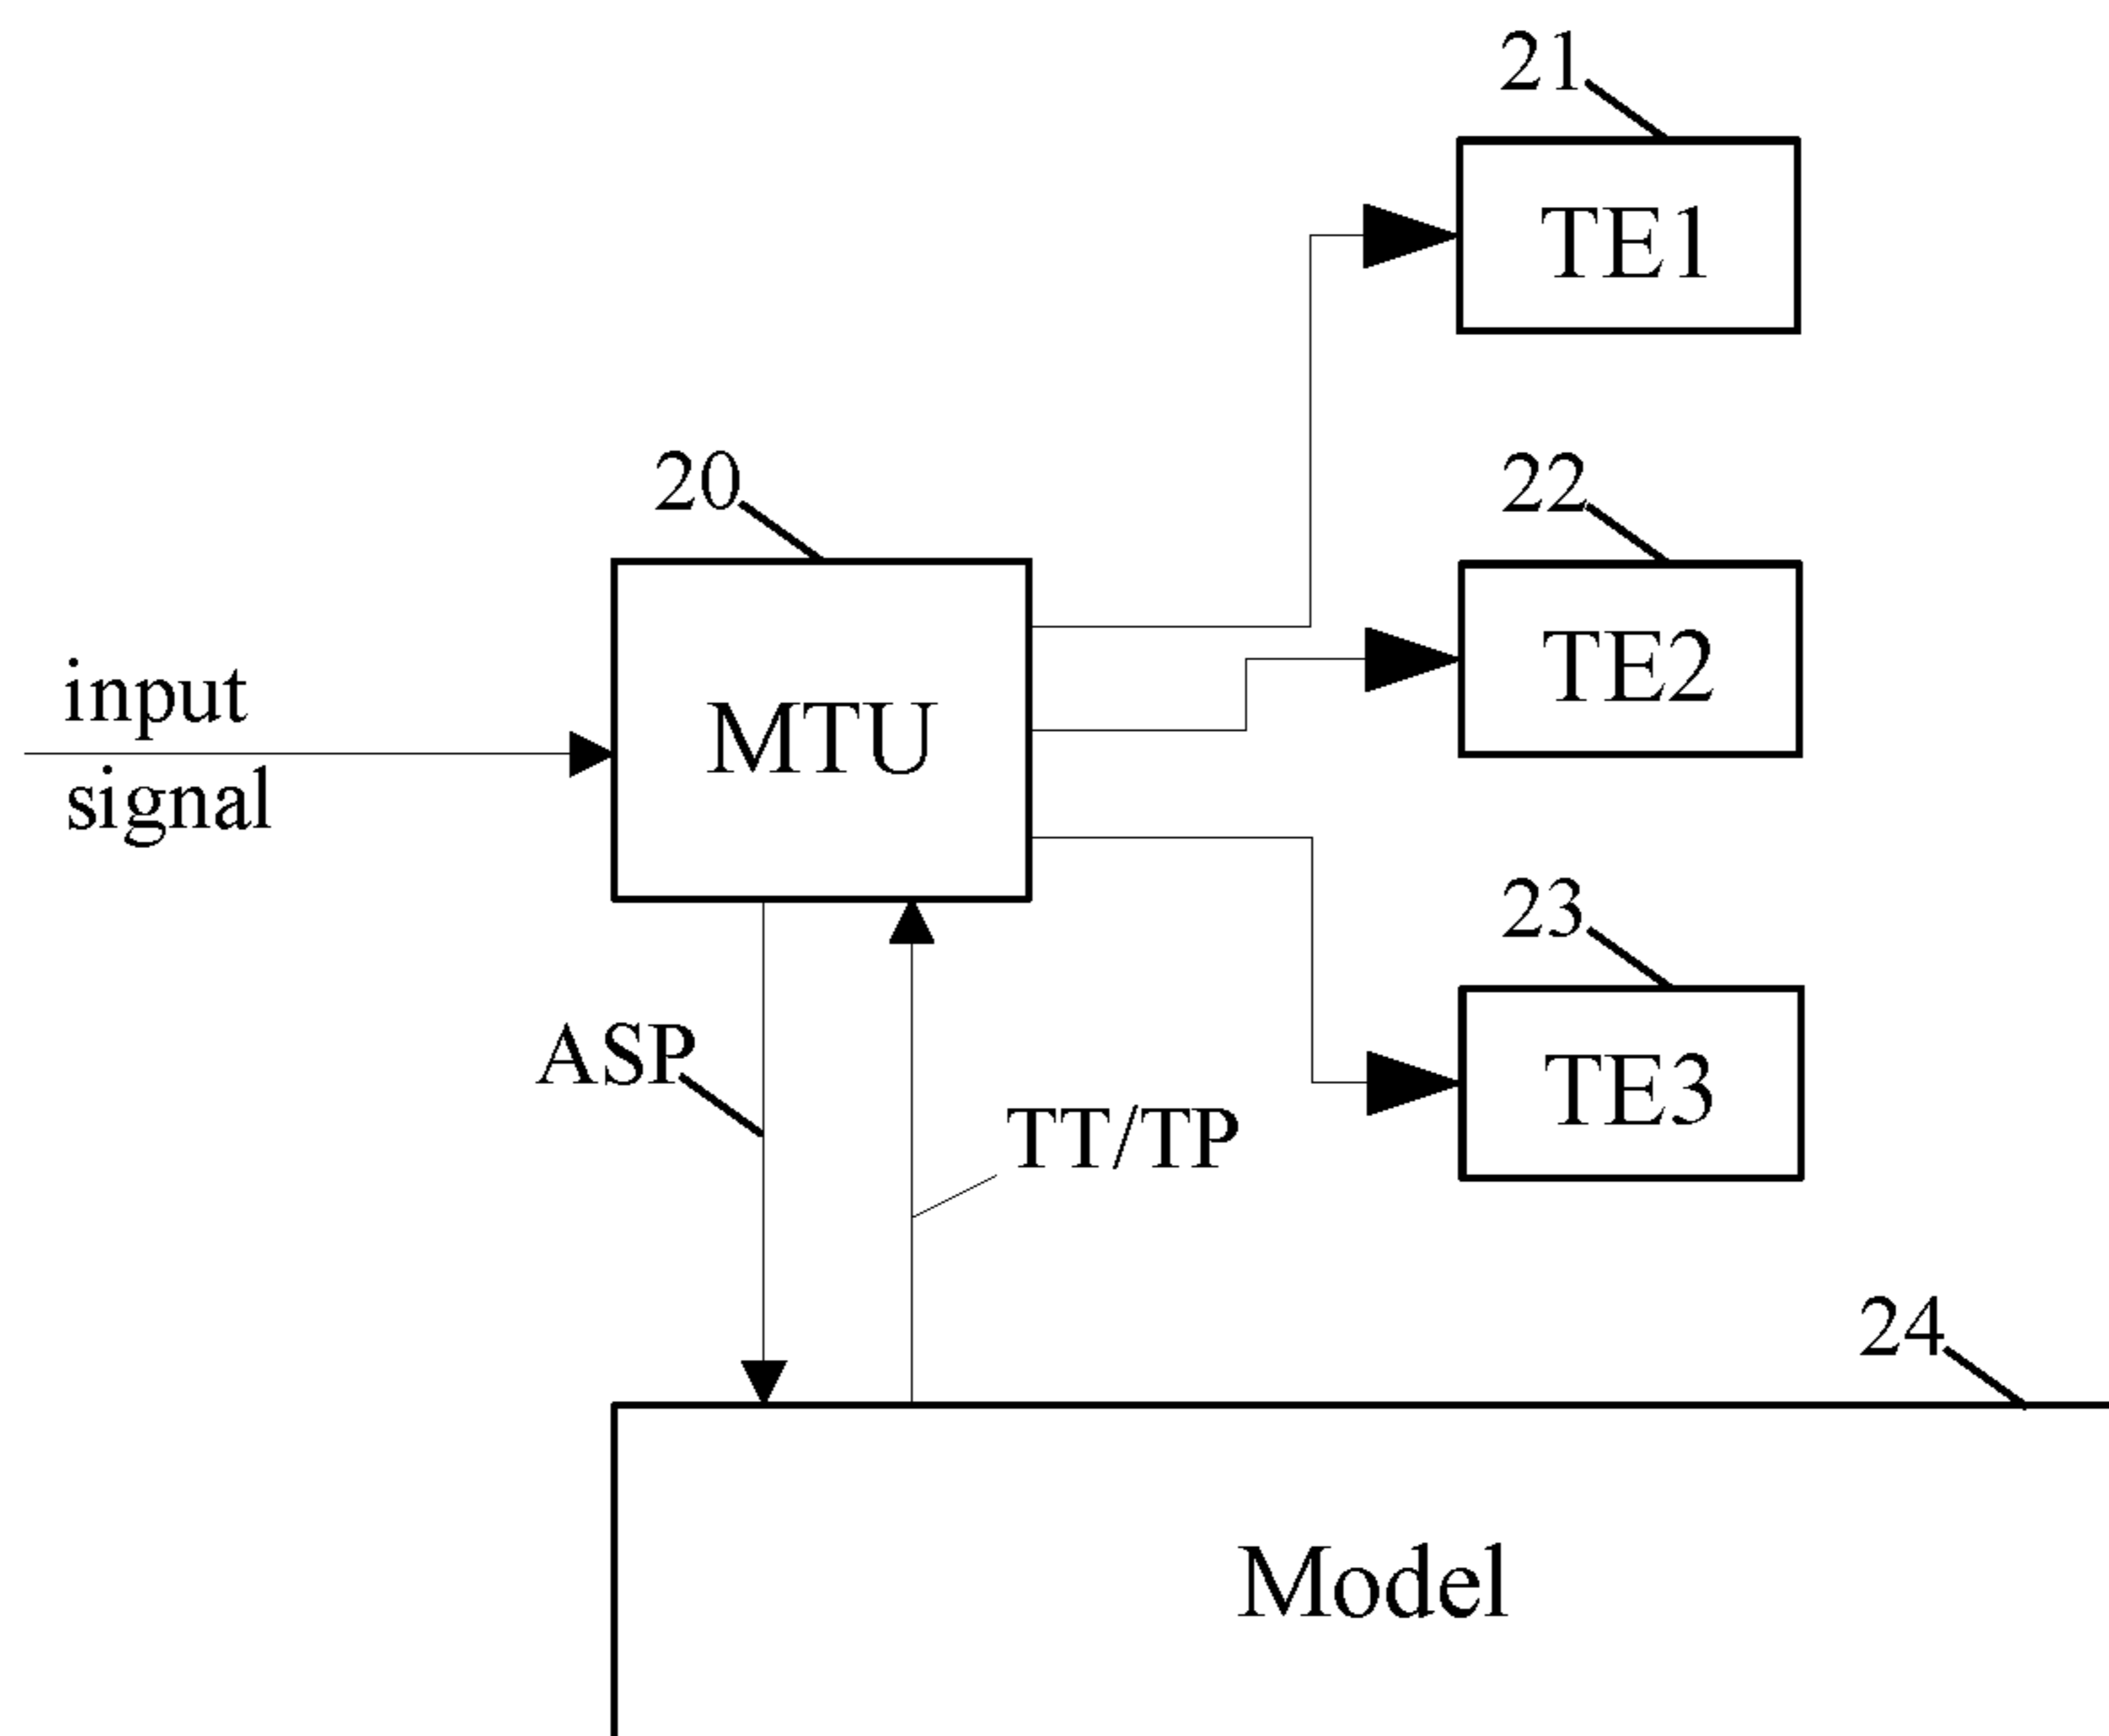 21
TE1
20
22
input
signal
MTU
TE2
23
ASP
TT/TP
TE3
24
Model